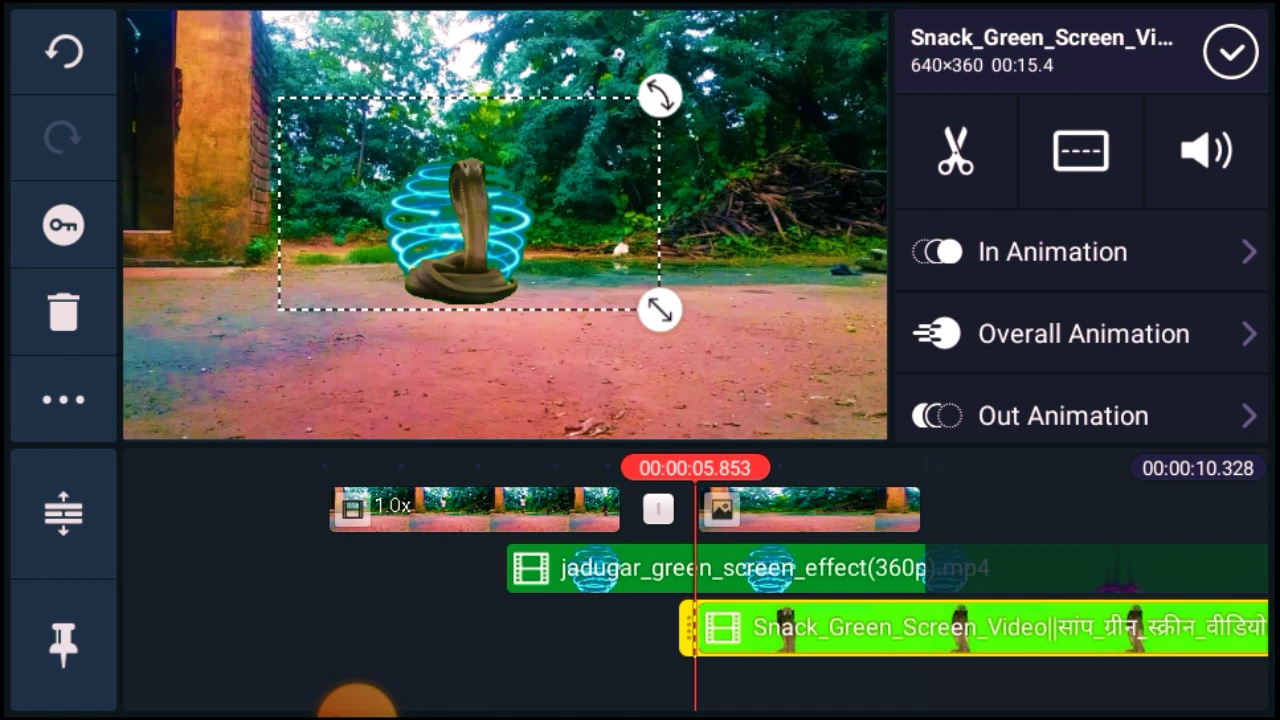 Snack_Green_Screen_Vi...
640×360 00:15.4
In Animation
Overall Animation
Out Animation
00:00:05.853
12
00:00:10.328
1.0x
jadugar_green_screen_effect(360p).mp4
Snack_Green_Screen_Video||सांप_ग्रीन_स्क्रीन_वीडियो